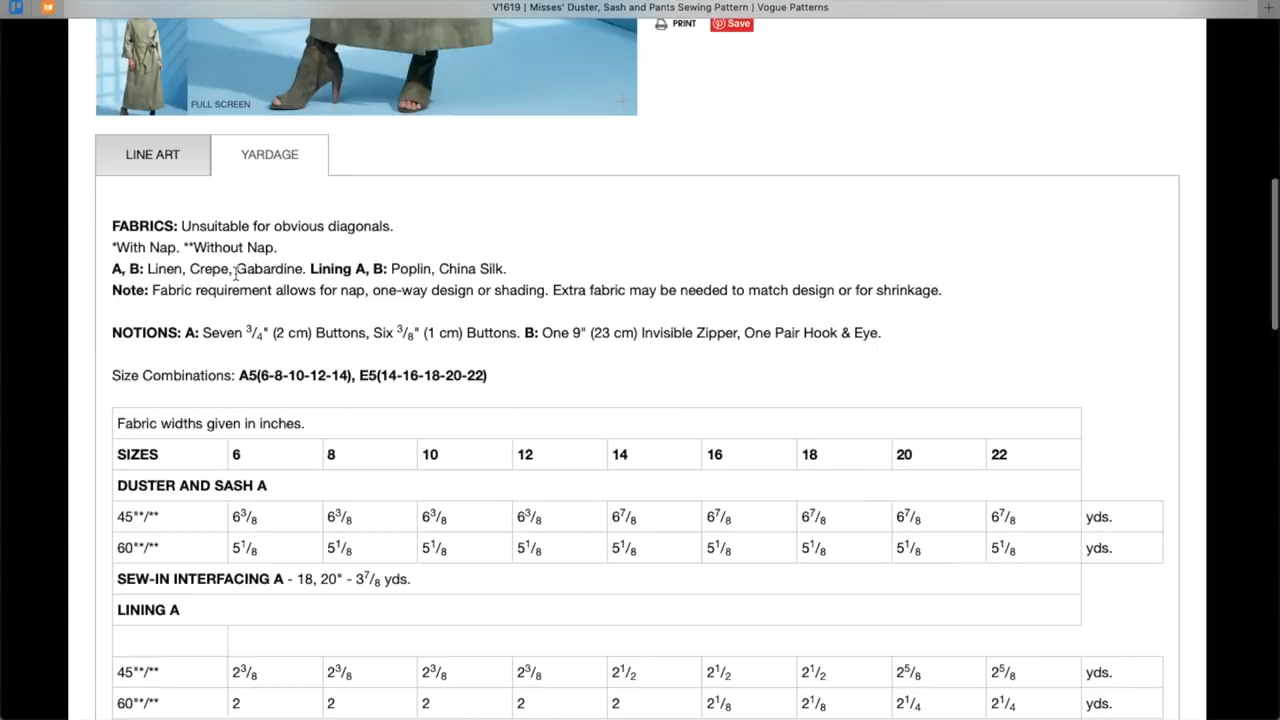 V1619 | Misses' Duster, Sash and Pants Sewing Pattern | Vogue Patterns
PRINT Save
FULL SCREEN
LINE ART YARDAGE
FABRICS: Unsuitable for obvious diagonals.
*With Nap. **Without Nap.
A, B: Linen, Crepe, Gabardine. Lining A, B: Poplin, China Silk.
Note: Fabric requirement allows for nap, one-way design or shading. Extra fabric may be needed to match design or for shrinkage.
NOTIONS: A: Seven 3/4" (2 cm) Buttons, Six 3/8" (1 cm) Buttons. B: One 9" (23 cm) Invisible Zipper, One Pair Hook & Eye.
Size Combinations: A5(6-8-10-12-14), E5(14-16-18-20-22)
Fabric widths given in inches.
SIZES 6 8 10 12 14 16 18 20 22
DUSTER AND SASH A
45"*/** 6 3/8 6 3/8 6 3/8 6 3/8 6 7/8 6 7/8 6 7/8 6 7/8 6 7/8 yds.
60"*/** 5 1/8 5 1/8 5 1/8 5 1/8 5 1/8 5 1/8 5 1/8 5 1/8 5 1/8 yds.
SEW-IN INTERFACING A - 18, 20" - 3 7/8 yds.
LINING A
45"*/** 2 3/8 2 3/8 2 3/8 2 3/8 2 1/2 2 1/2 2 1/2 2 5/8 2 5/8 yds.
60"*/** 2 2 2 2 2 2 1/8 2 1/8 2 1/4 2 1/4 yds.